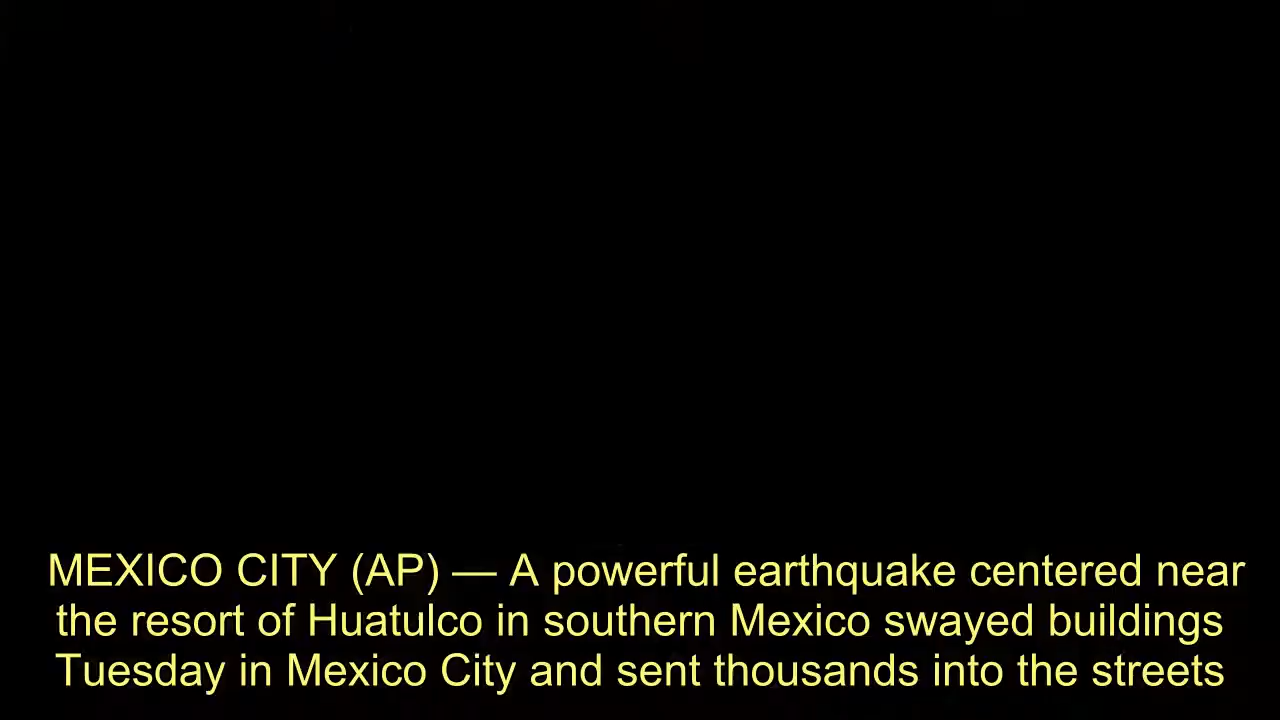 MEXICO CITY (AP) — A powerful earthquake centered near
the resort of Huatulco in southern Mexico swayed buildings
Tuesday in Mexico City and sent thousands into the streets